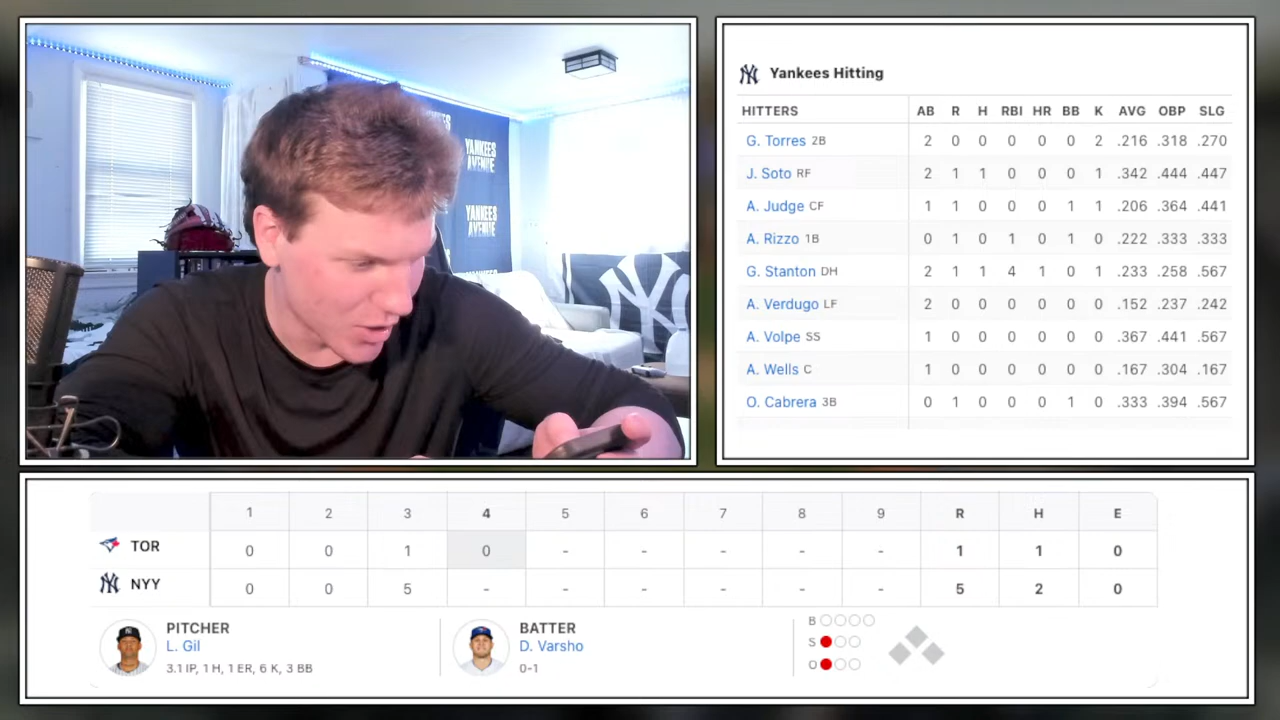 YANKEES
AVENUE
YANKEES
AVENUE
Yankees Hitting
HITTERS AB R H RBI HR BB K AVG OBP SLG
G. Torres 2B 2 0 0 0 0 0 2 .216 .318 .270
J. Soto RF 2 1 1 0 0 0 1 .342 .444 .447
A. Judge CF 1 1 0 0 0 1 1 .206 .364 .441
A. Rizzo 1B 0 1 0 1 0 1 0 .222 .333 .333
G. Stanton DH 2 1 1 4 1 0 1 .233 .258 .567
A. Verdugo LF 2 0 0 0 0 0 0 .152 .237 .242
A. Volpe SS 1 0 0 0 0 0 0 .367 .441 .567
A. Wells C 1 0 0 0 0 0 0 .167 .304 .167
O. Cabrera 3B 0 1 0 0 0 1 0 .333 .394 .567
1 2 3 4 5 6 7 8 9 R H E
TOR 0 0 1 0 - - - - - 1 1 0
NYY 0 0 5 - - - - - - 5 2 0
PITCHER
L. Gil
3.1 IP, 1 H, 1 ER, 6 K, 3 BB
BATTER
D. Varsho
0-1
B
S
O